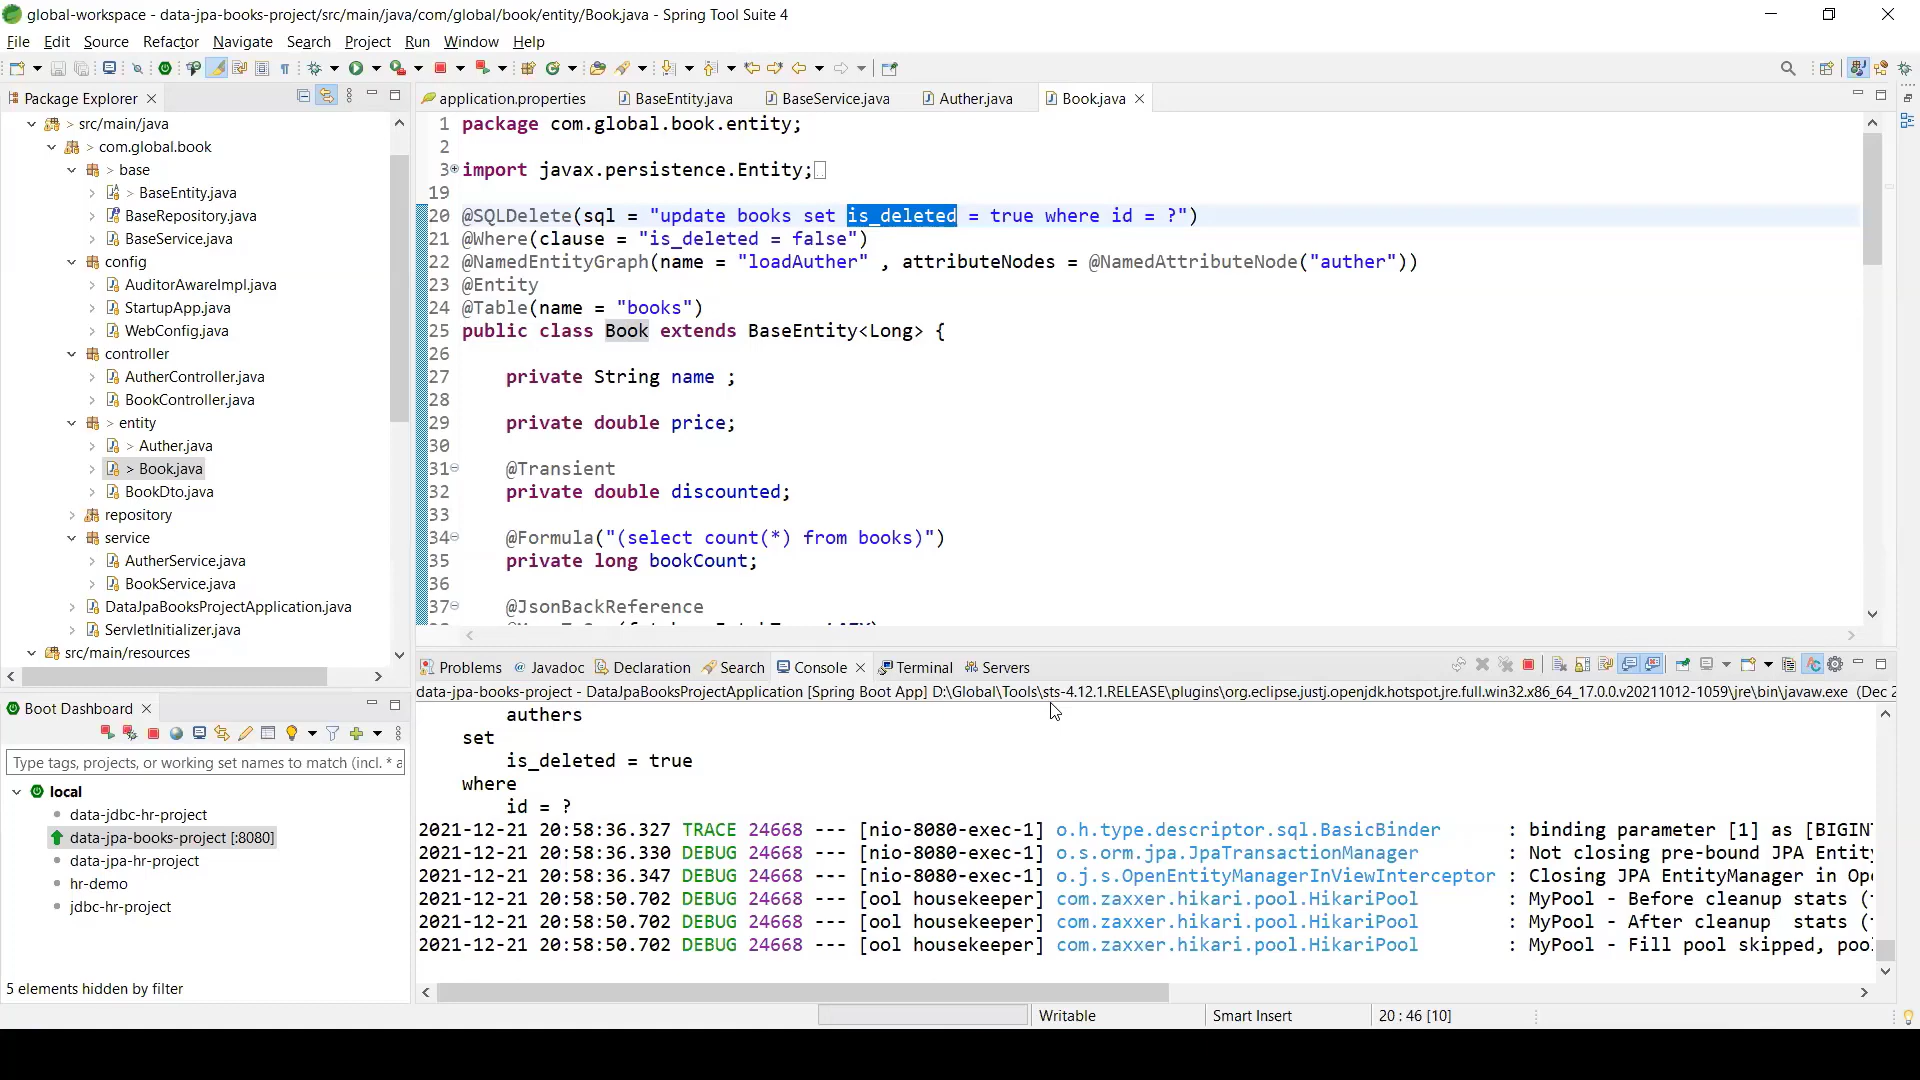 global-workspace - data-jpa-books-project/src/main/java/com/global/book/entity/Book.java - Spring Tool Suite 4
File Edit Source Refactor Navigate Search Project Run Window Help
Package Explorer
> src/main/java
> com.global.book
> base
> BaseEntity.java
BaseRepository.java
BaseService.java
config
AuditorAwareImpl.java
StartupApp.java
WebConfig.java
controller
AutherController.java
BookController.java
> entity
> Auther.java
> Book.java
BookDto.java
repository
service
AutherService.java
BookService.java
DataJpaBooksProjectApplication.java
ServletInitializer.java
src/main/resources
application.properties BaseEntity.java BaseService.java Auther.java Book.java
1 package com.global.book.entity;
2
3 import javax.persistence.Entity;
19
20 @SQLDelete(sql = "update books set is_deleted = true where id = ?")
21 @Where(clause = "is_deleted = false")
22 @NamedEntityGraph(name = "loadAuther" , attributeNodes = @NamedAttributeNode("auther"))
23 @Entity
24 @Table(name = "books")
25 public class Book extends BaseEntity<Long> {
26
27 private String name ;
28
29 private double price;
30
31 @Transient
32 private double discounted;
33
34 @Formula("(select count(*) from books)")
35 private long bookCount;
36
37 @JsonBackReference
Boot Dashboard
Type tags, projects, or working set names to match (incl. * a
local
data-jdbc-hr-project
data-jpa-books-project [:8080]
data-jpa-hr-project
hr-demo
jdbc-hr-project
5 elements hidden by filter
Problems Javadoc Declaration Search Console Terminal Servers
data-jpa-books-project - DataJpaBooksProjectApplication [Spring Boot App] D:\Global\Tools\sts-4.12.1.RELEASE\plugins\org.eclipse.justj.openjdk.hotspot.jre.full.win32.x86_64_17.0.0.v20211012-1059\jre\bin\javaw.exe (Dec 2
authers
set
is_deleted = true
where
id = ?
2021-12-21 20:58:36.327 TRACE 24668 --- [nio-8080-exec-1] o.h.type.descriptor.sql.BasicBinder : binding parameter [1] as [BIGIN
2021-12-21 20:58:36.330 DEBUG 24668 --- [nio-8080-exec-1] o.s.orm.jpa.JpaTransactionManager : Not closing pre-bound JPA Entity
2021-12-21 20:58:36.347 DEBUG 24668 --- [nio-8080-exec-1] o.j.s.OpenEntityManagerInViewInterceptor : Closing JPA EntityManager in Ope
2021-12-21 20:58:50.702 DEBUG 24668 --- [ool housekeeper] com.zaxxer.hikari.pool.HikariPool : MyPool - Before cleanup stats (
2021-12-21 20:58:50.702 DEBUG 24668 --- [ool housekeeper] com.zaxxer.hikari.pool.HikariPool : MyPool - After cleanup stats (
2021-12-21 20:58:50.702 DEBUG 24668 --- [ool housekeeper] com.zaxxer.hikari.pool.HikariPool : MyPool - Fill pool skipped, poo
Writable Smart Insert 20 : 46 [10]